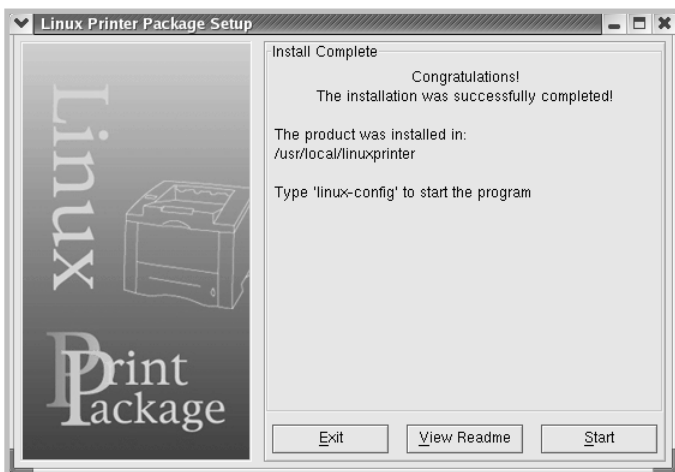 Linux Printer Package Setup
Linux
Print
Package
Install Complete
Congratulations!
The installation was successfully completed!
The product was installed in:
/usr/local/linuxprinter
Type 'linux-config' to start the program
Exit
View Readme
Start